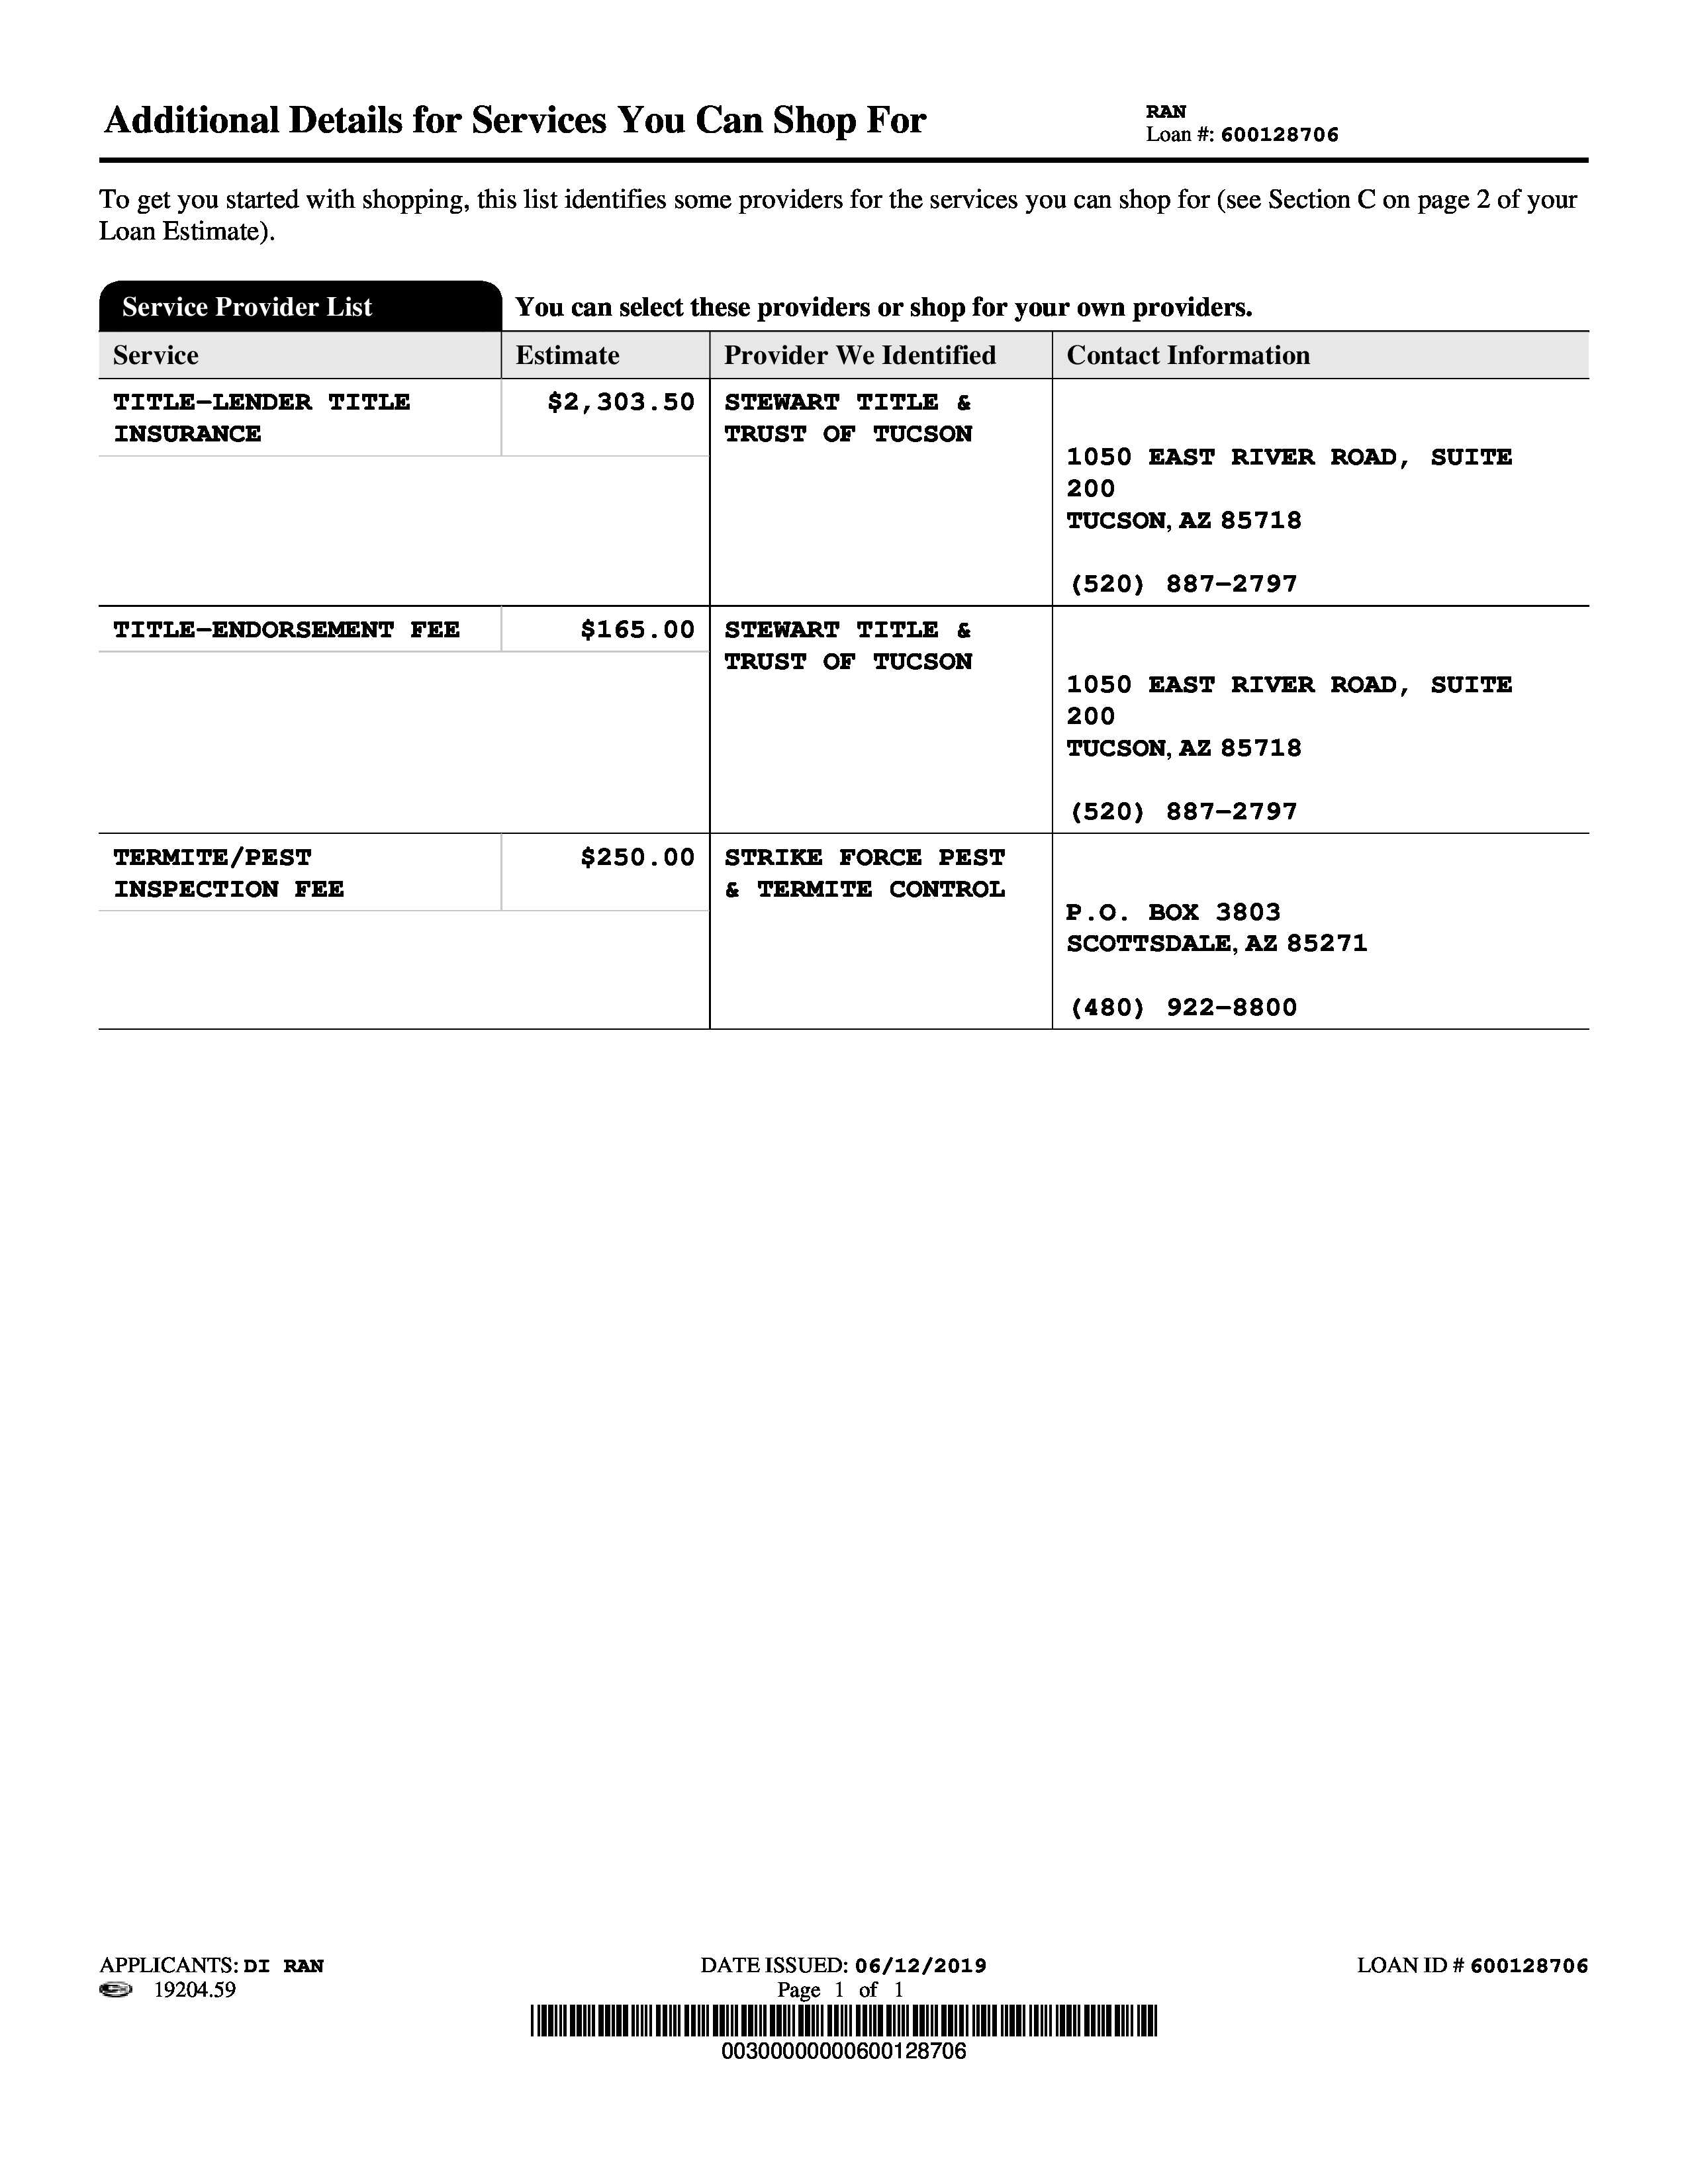 Additional Details for Services You Can Shop For
RAN
Loan #: 600128706
To get you started with shopping, this list identifies some providers for the services you can shop for (see Section C on page 2 of your
Loan Estimate).
Service Provider List
You can select these providers or shop for your own providers.
Service Estimate Provider We Identified Contact Information
TITLE-LENDER TITLE
INSURANCE
$2,303.50
STEWART TITLE &
TRUST OF TUCSON
1050 EAST RIVER ROAD, SUITE
200
TUCSON, AZ 85718
(520) 887-2797
TITLE-ENDORSEMENT FEE
$165.00
STEWART TITLE &
TRUST OF TUCSON
1050 EAST RIVER ROAD, SUITE
200
TUCSON, AZ 85718
(520) 887-2797
TERMITE/PEST
INSPECTION FEE
$250.00
STRIKE FORCE PEST
& TERMITE CONTROL
P.O. BOX 3803
SCOTTSDALE, AZ 85271
(480) 922-8800
APPLICANTS: DI RAN
19204.59
DATE ISSUED: 06/12/2019
Page 1 of 1
00300000000600128706
LOAN ID # 600128706